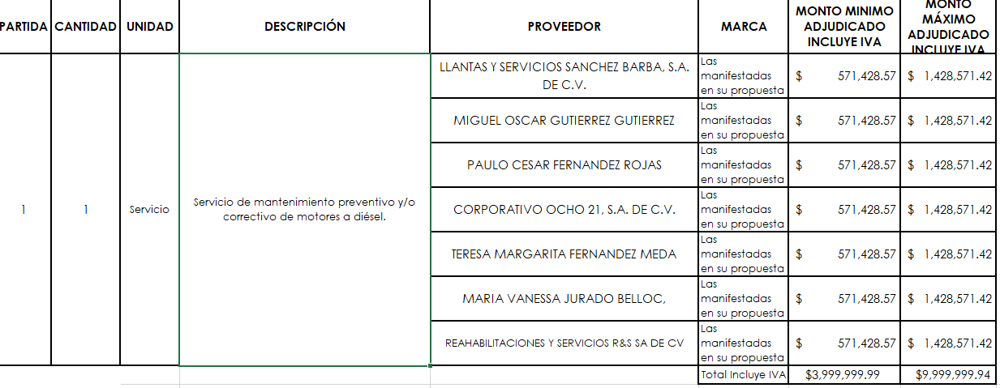 PARTIDA CANTIDAD UNIDAD DESCRIPCIÓN PROVEEDOR MARCA MONTO MINIMO ADJUDICADO INCLUYE IVA MONTO MÁXIMO ADJUDICADO INCLUYE IVA
1 1 Servicio
Servicio de mantenimiento preventivo y/o
correctivo de motores a diésel.
LLANTAS Y SERVICIOS SANCHEZ BARBA, S.A.
DE C.V.
Las
manifestadas
en su propuesta
$ 571,428.57 $ 1,428,571.42
MIGUEL OSCAR GUTIERREZ GUTIERREZ
Las
manifestadas
en su propuesta
$ 571,428.57 $ 1,428,571.42
PAULO CESAR FERNANDEZ ROJAS
Las
manifestadas
en su propuesta
$ 571,428.57 $ 1,428,571.42
CORPORATIVO OCHO 21, S.A. DE C.V.
Las
manifestadas
en su propuesta
$ 571,428.57 $ 1,428,571.42
TERESA MARGARITA FERNANDEZ MEDA
Las
manifestadas
en su propuesta
$ 571,428.57 $ 1,428,571.42
MARIA VANESSA JURADO BELLOC,
Las
manifestadas
en su propuesta
$ 571,428.57 $ 1,428,571.42
REAHABILITACIONES Y SERVICIOS R&S SA DE CV
Las
manifestadas
en su propuesta
$ 571,428.57 $ 1,428,571.42
Total Incluye IVA $3,999,999.99 $9,999,999.94